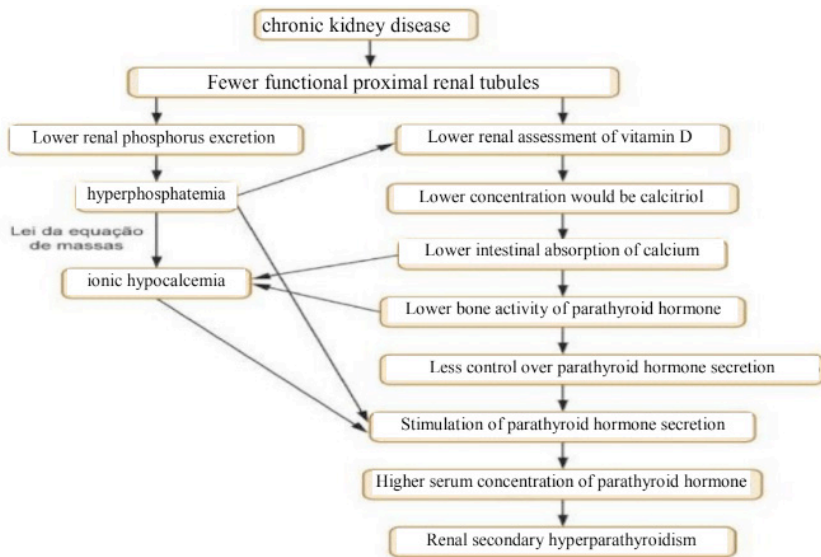 chronic kidney disease
Fewer functional proximal renal tubules
Lower renal phosphorus excretion
Lower renal assessment of vitamin D
hyperphosphatemia
Lower concentration would be calcitriol
Lei da equação
de massas
Lower intestinal absorption of calcium
ionic hypocalcemia
Lower bone activity of parathyroid hormone
Less control over parathyroid hormone secretion
Stimulation of parathyroid hormone secretion
Higher serum concentration of parathyroid hormone
Renal secondary hyperparathyroidism